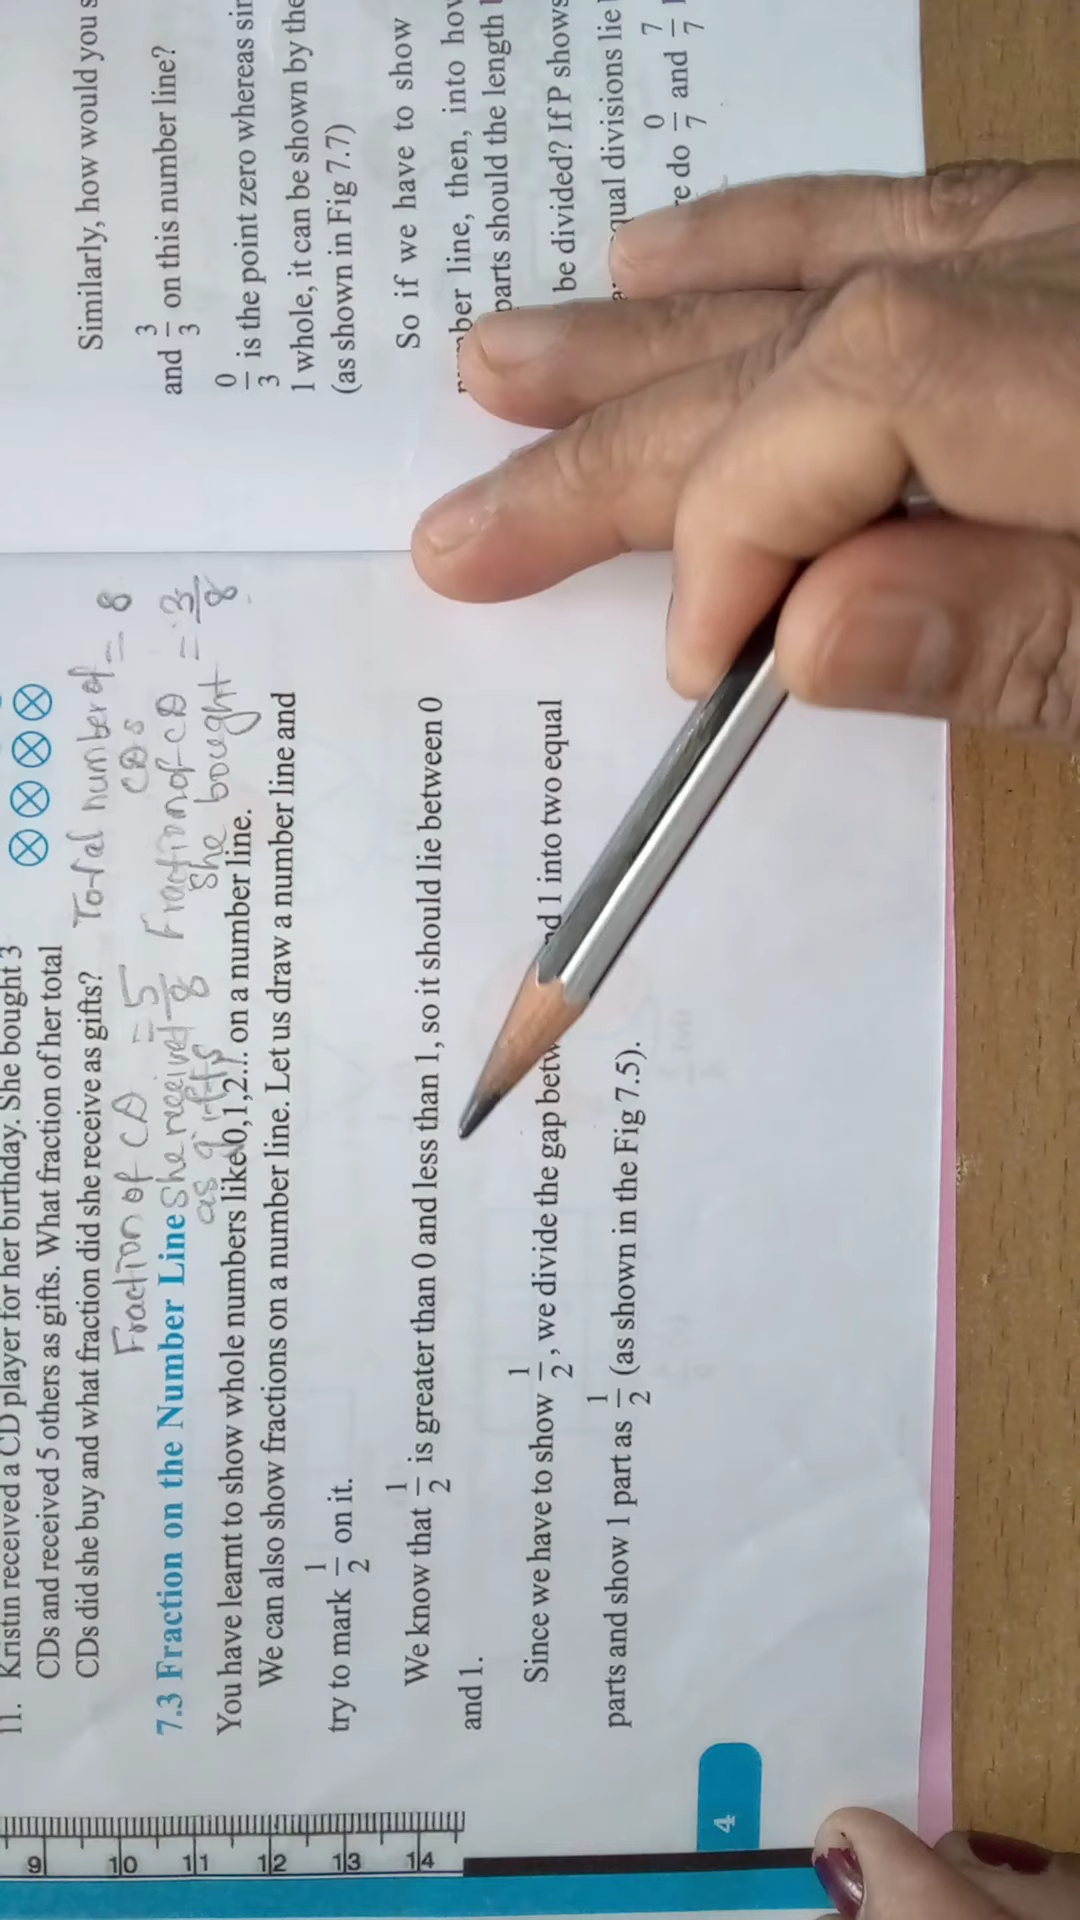 11. Kristin received a CD player for her birthday. She bought 3
CDs and received 5 others as gifts. What fraction of her total
CDs did she buy and what fraction did she receive as gifts?
Total number of CDs = 8
Fraction of CD she received as gifts = 5/8
Fraction of CD she bought = 3/8
7.3 Fraction on the Number Line
You have learnt to show whole numbers like 0,1,2... on a number line.
We can also show fractions on a number line. Let us draw a number line and
try to mark 1/2 on it.
We know that 1/2 is greater than 0 and less than 1, so it should lie between 0
and 1.
Since we have to show 1/2, we divide the gap 1 into two equal
parts and show 1 part as 1/2 (as shown in the Fig 7.5).
4
9 10 11 12 13 14
Similarly, how would you
and 3/3 on this number line?
0/3 is the point zero whereas
1 whole, it can be shown by the
(as shown in Fig 7.7)
So if we have to show
line, then, into
parts should the length
be divided? If P shows
equal divisions lie
do 0/7 and 7/7